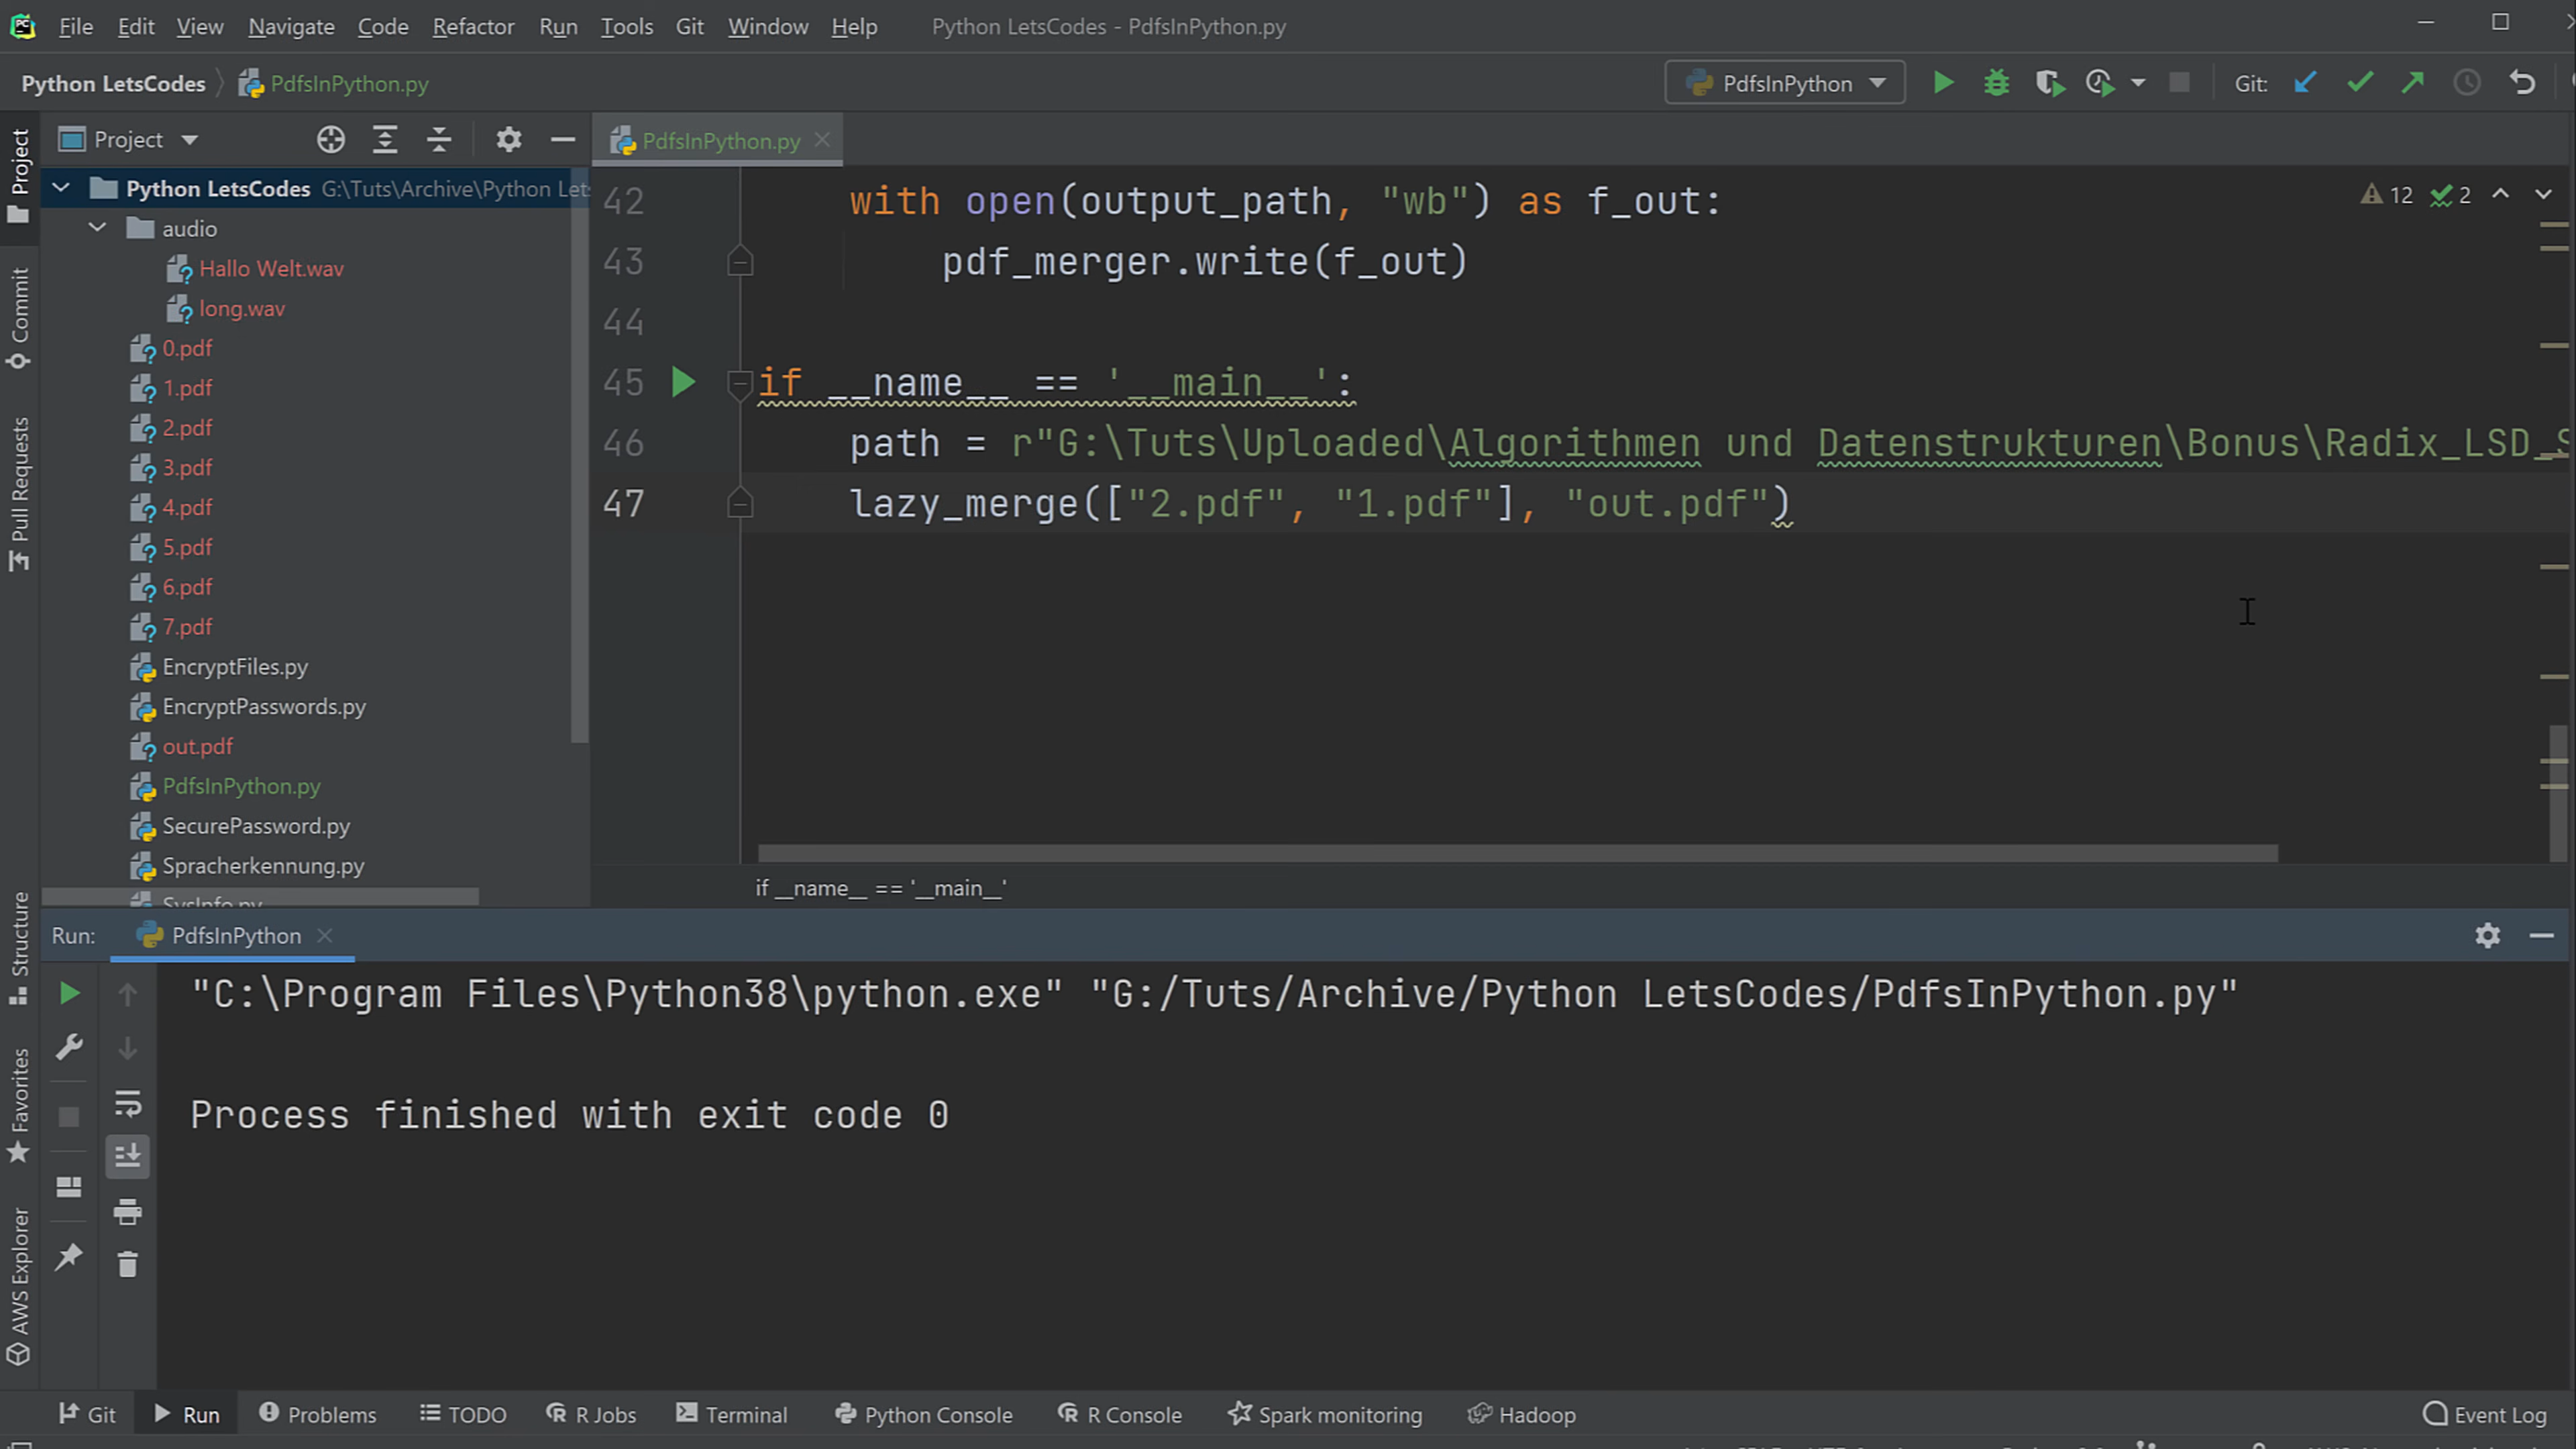 File Edit View Navigate Code Refactor Run Tools Git Window Help Python LetsCodes - PdfsInPython.py
Python LetsCodes PdfsInPython.py PdfsInPython Git:
Project
PdfsInPython.py
Project
Commit
Pull Requests
Structure
Favorites
AWS Explorer
Python LetsCodes G:\Tuts\Archive\Python Lets
audio
Hallo Welt.wav
long.wav
0.pdf
1.pdf
2.pdf
3.pdf
4.pdf
5.pdf
6.pdf
7.pdf
EncryptFiles.py
EncryptPasswords.py
out.pdf
PdfsInPython.py
SecurePassword.py
Spracherkennung.py
SysInfo.py
12 2
42 with open(output_path, "wb") as f_out:
43 pdf_merger.write(f_out)
44
45 if __name__ == '__main__':
46 path = r"G:\Tuts\Uploaded\Algorithmen und Datenstrukturen\Bonus\Radix_LSD_S
47 lazy_merge(["2.pdf", "1.pdf"], "out.pdf")
if __name__ == '__main__'
Run: PdfsInPython
"C:\Program Files\Python38\python.exe" "G:/Tuts/Archive/Python LetsCodes/PdfsInPython.py"
Process finished with exit code 0
Git Run Problems TODO R Jobs Terminal Python Console R Console Spark monitoring Hadoop Event Log